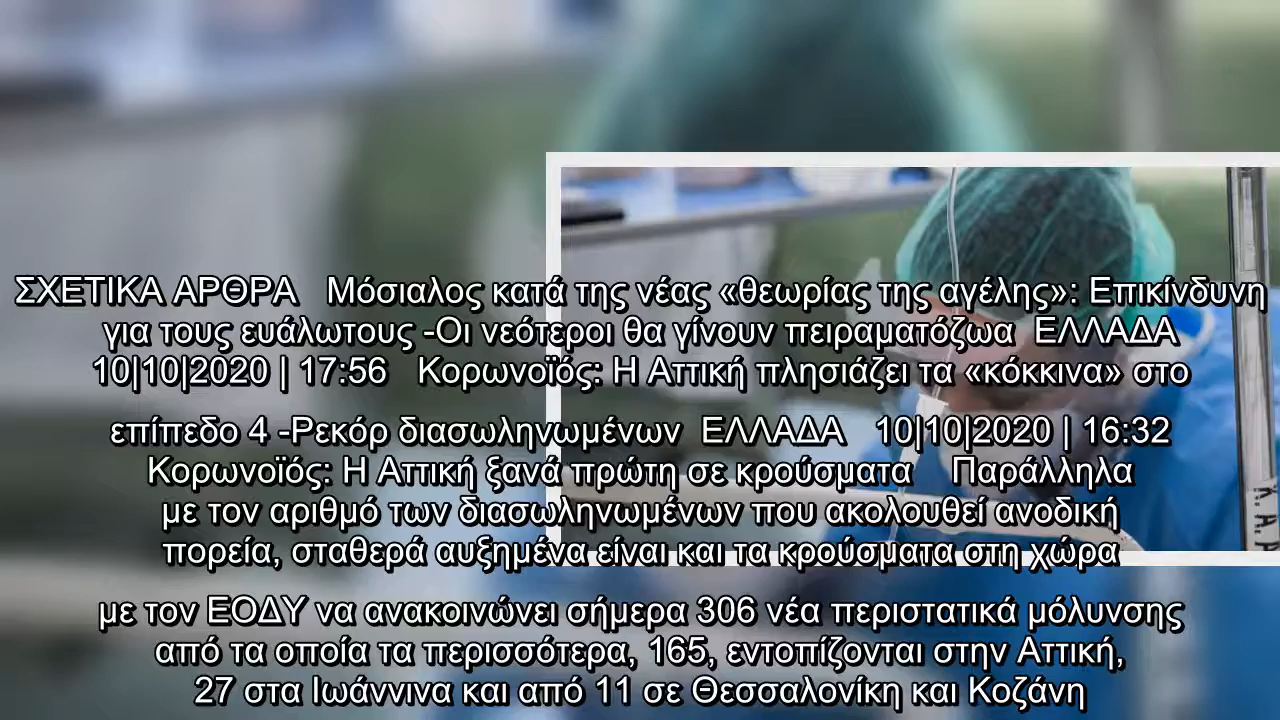 ΣΧΕΤΙΚΑ ΑΡΘΡΑ Μόσιαλος κατά της νέας «θεωρίας της αγέλης»: Επικίνδυνη
για τους ευάλωτους -Οι νεότεροι θα γίνουν πειραματόζωα ΕΛΛΑΔΑ
10|10|2020 | 17:56 Κορωνοϊός: Η Αττική πλησιάζει τα «κόκκινα» στο
επίπεδο 4 -Ρεκόρ διασωληνωμένων ΕΛΛΑΔΑ 10|10|2020 | 16:32
Κορωνοϊός: Η Αττική ξανά πρώτη σε κρούσματα Παράλληλα
με τον αριθμό των διασωληνωμένων που ακολουθεί ανοδική
πορεία, σταθερά αυξημένα είναι και τα κρούσματα στη χώρα
με τον ΕΟΔΥ να ανακοινώνει σήμερα 306 νέα περιστατικά μόλυνσης
από τα οποία τα περισσότερα, 165, εντοπίζονται στην Αττική,
27 στα Ιωάννινα και από 11 σε Θεσσαλονίκη και Κοζάνη